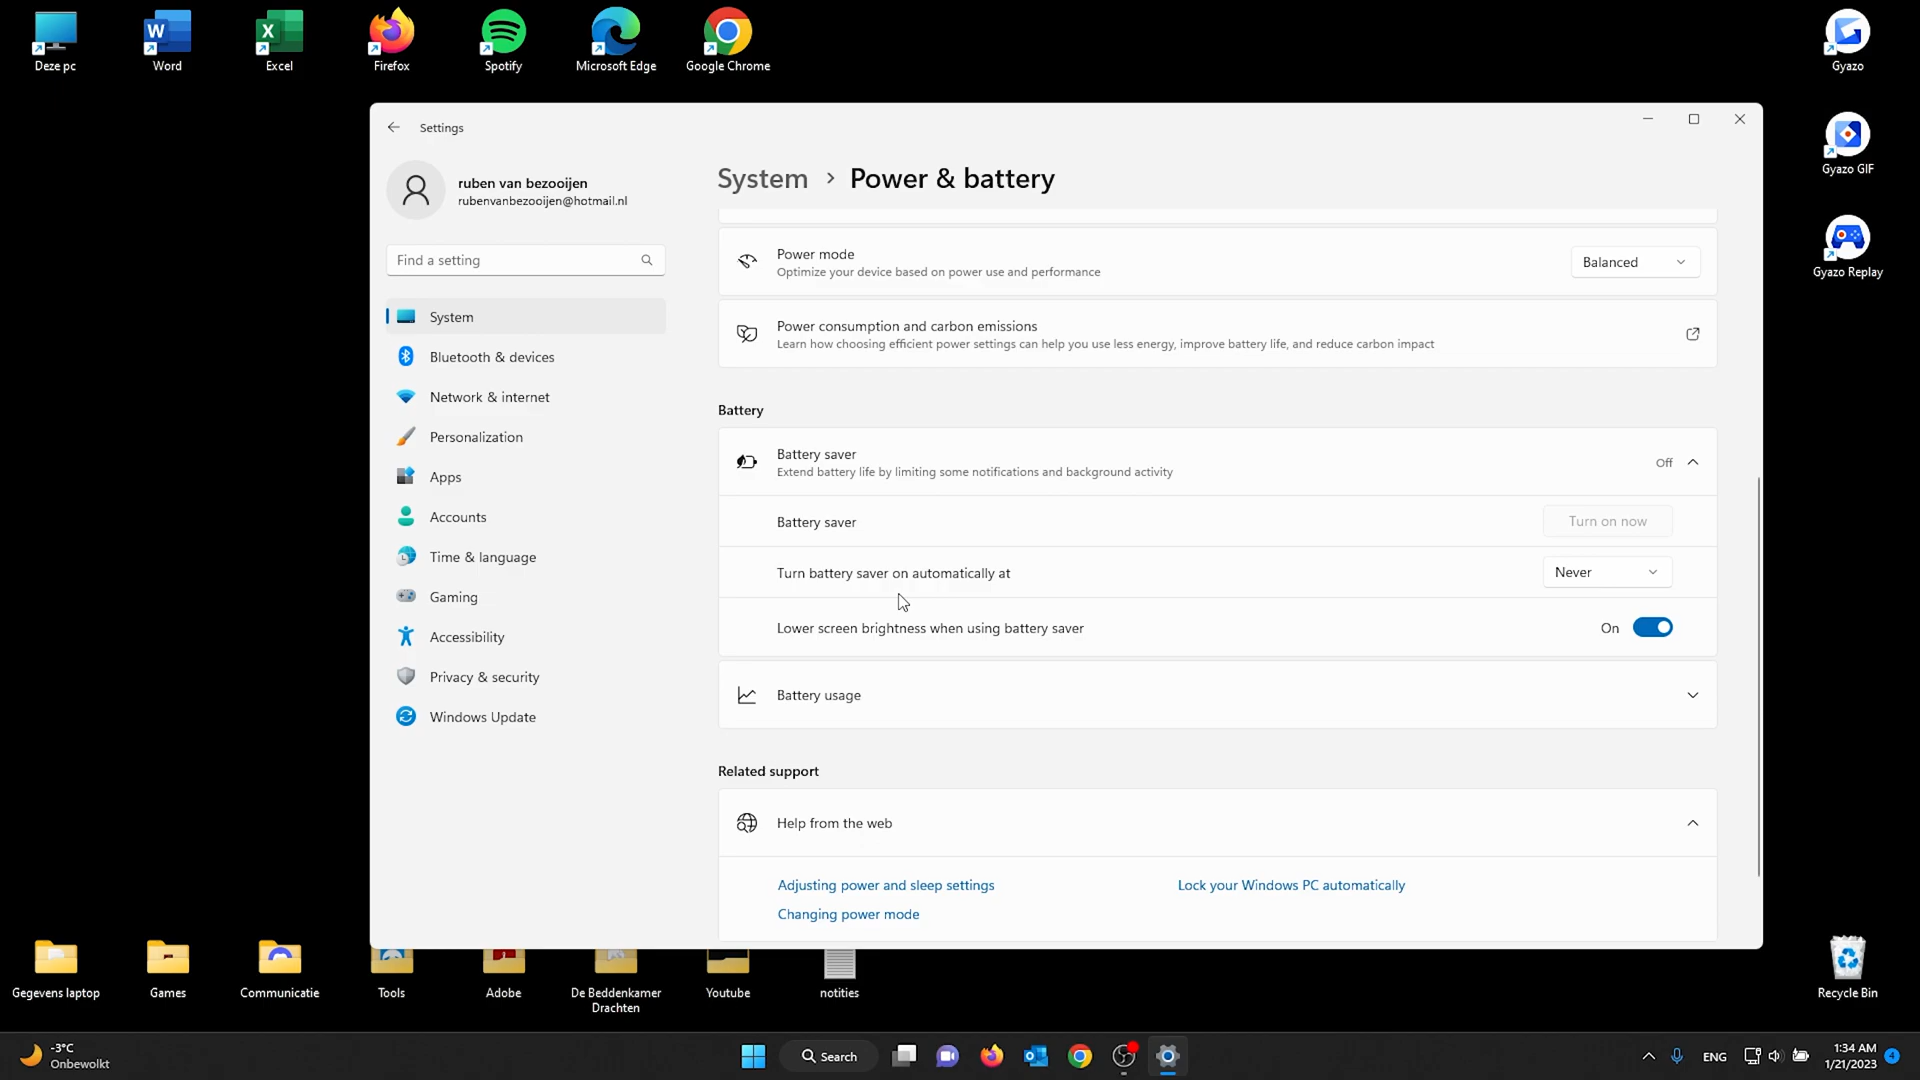 Deze pc
Word
Excel
Firefox
Spotify
Microsoft Edge
Google Chrome
Gyazo
Gyazo GIF
Gyazo Replay
Settings
ruben van bezooijen
rubenvanbezooijen@hotmail.nl
Find a setting
System
Bluetooth & devices
Network & internet
Personalization
Apps
Accounts
Time & language
Gaming
Accessibility
Privacy & security
Windows Update
System > Power & battery
Power mode
Optimize your device based on power use and performance
Balanced
Power consumption and carbon emissions
Learn how choosing efficient power settings can help you use less energy, improve battery life, and reduce carbon impact
Battery
Battery saver
Extend battery life by limiting some notifications and background activity
Off
Battery saver
Turn on now
Turn battery saver on automatically at
Never
Lower screen brightness when using battery saver
On
Battery usage
Related support
Help from the web
Adjusting power and sleep settings
Lock your Windows PC automatically
Changing power mode
Gegevens laptop
Games
Communicatie
Tools
Adobe
De Beddenkamer
Drachten
Youtube
notities
Recycle Bin
-3°C
Onbewolkt
Search
ENG
1:34 AM
1/21/2023
4